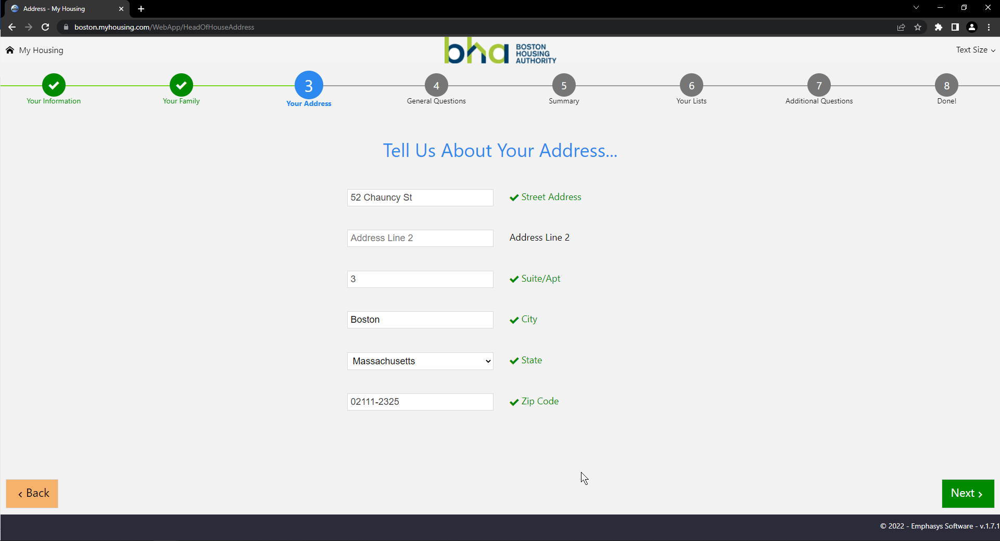 Address - My Housing
boston.myhousing.com/WebApp/HeadOfHouseAddress
My Housing
bha BOSTON
HOUSING
AUTHORITY
Text Size
3 4 5 6 7 8
Your Information Your Family Your Address General Questions Summary Your Lists Additional Questions Done!
Tell Us About Your Address...
52 Chauncy St Street Address
Address Line 2 Address Line 2
3 Suite/Apt
Boston City
Massachusetts State
02111-2325 Zip Code
‹ Back Next ›
© 2022 - Emphasys Software - v.1.7.1